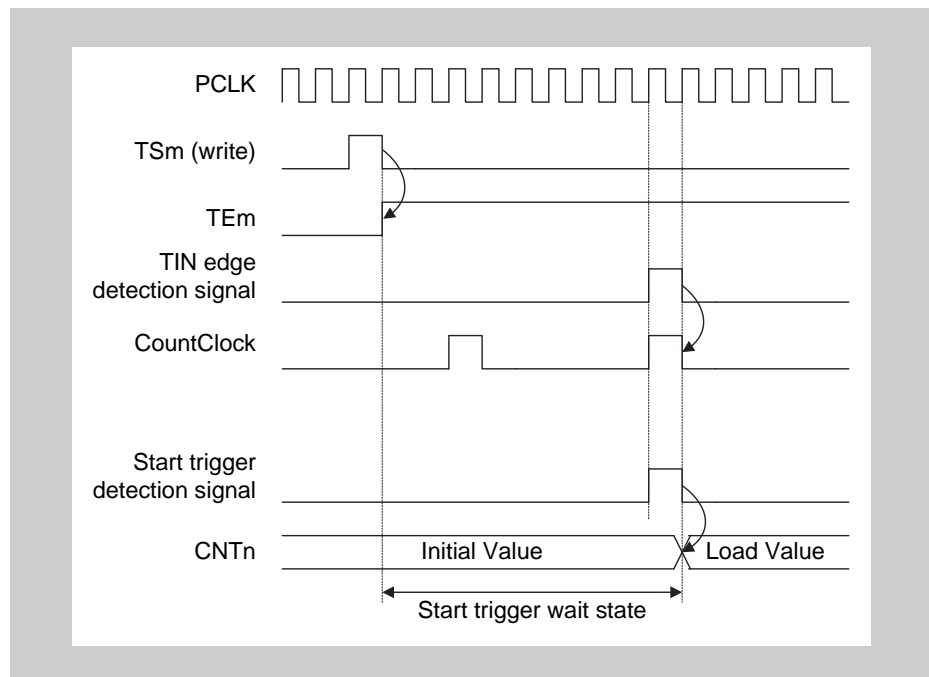 PCLK
TSm (write)
TEm
TIN edge
detection signal
CountClock
Start trigger
detection signal
CNTn
Initial Value
Load Value
Start trigger wait state